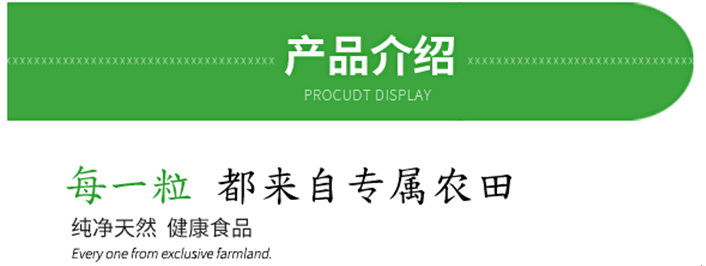 产品介绍
PROCUDT DISPLAY
每一粒 都来自专属农田
纯净天然 健康食品
Every one from exclusive farmland.